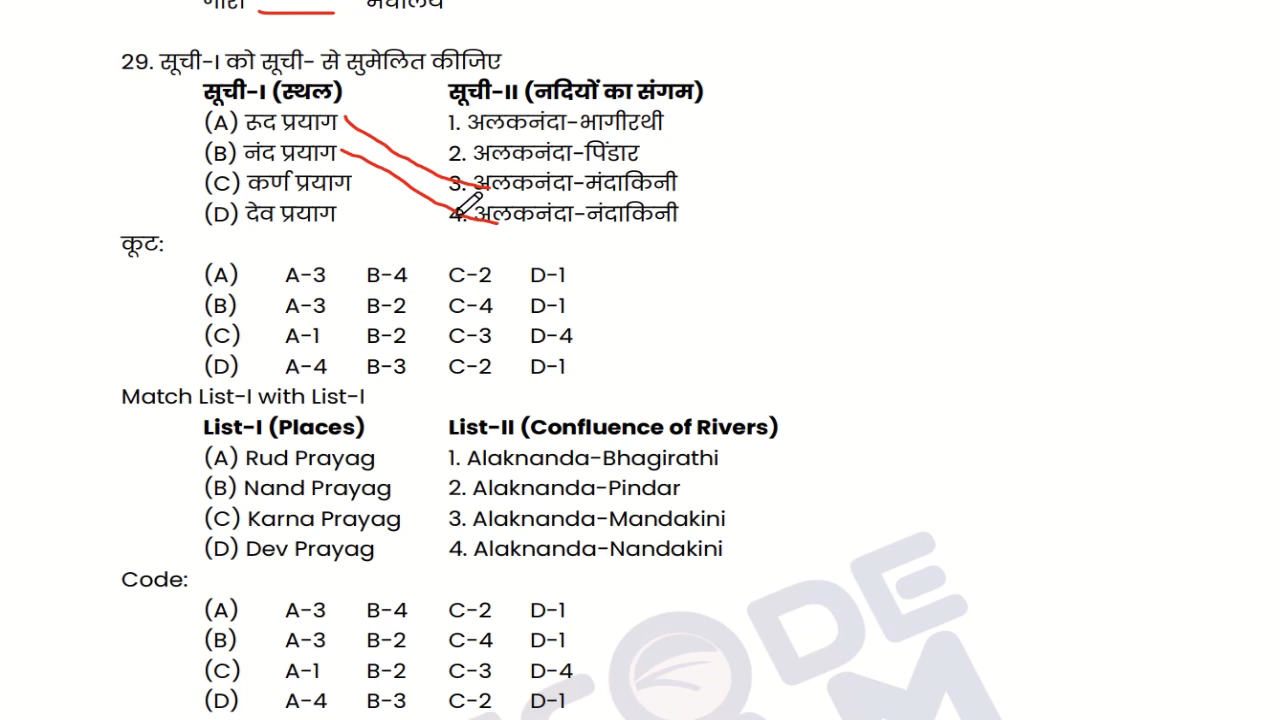 गारो मेघालय
29. सूची-I को सूची- से सुमेलित कीजिए
सूची-I (स्थल) सूची-II (नदियों का संगम)
(A) रूद प्रयाग 1. अलकनंदा-भागीरथी
(B) नंद प्रयाग 2. अलकनंदा-पिंडार
(C) कर्ण प्रयाग 3. अलकनंदा-मंदाकिनी
(D) देव प्रयाग 4. अलकनंदा-नंदाकिनी
कूट:
(A) A-3 B-4 C-2 D-1
(B) A-3 B-2 C-4 D-1
(C) A-1 B-2 C-3 D-4
(D) A-4 B-3 C-2 D-1
Match List-I with List-I
List-I (Places) List-II (Confluence of Rivers)
(A) Rud Prayag 1. Alaknanda-Bhagirathi
(B) Nand Prayag 2. Alaknanda-Pindar
(C) Karna Prayag 3. Alaknanda-Mandakini
(D) Dev Prayag 4. Alaknanda-Nandakini
Code:
(A) A-3 B-4 C-2 D-1
(B) A-3 B-2 C-4 D-1
(C) A-1 B-2 C-3 D-4
(D) A-4 B-3 C-2 D-1